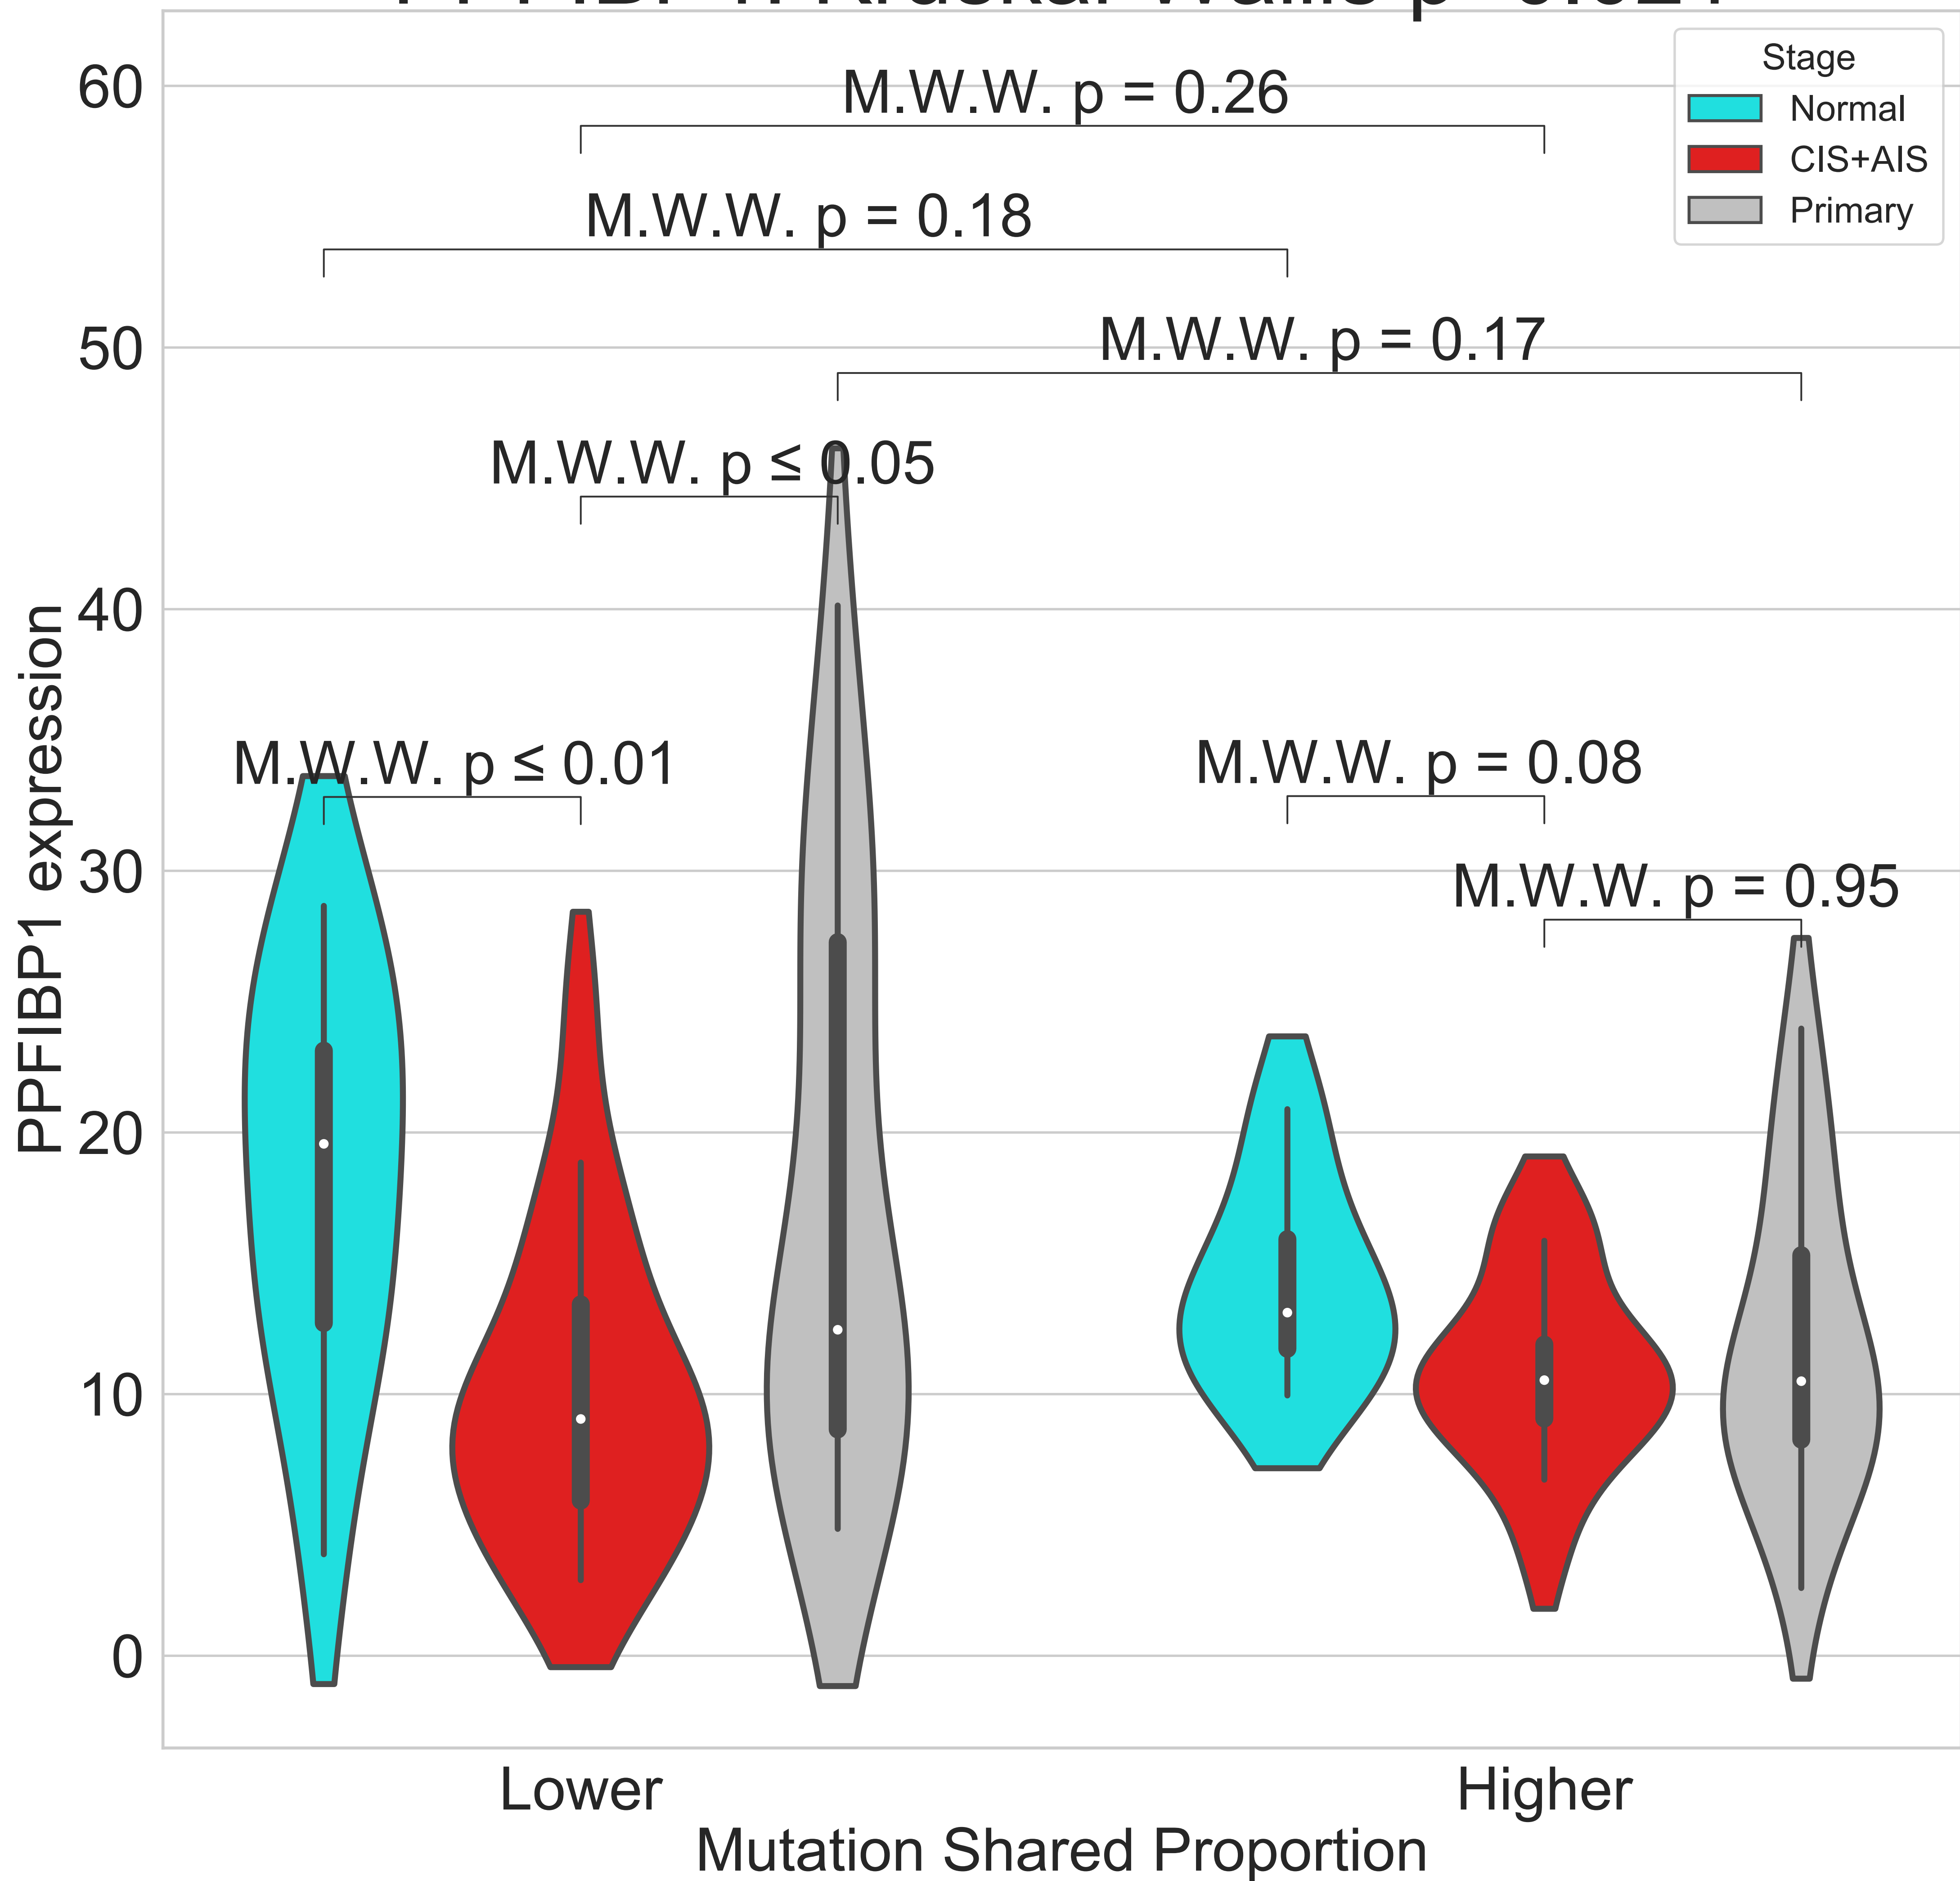 60
50
40
30
20
10
0
PPFIBP1 expression
M.W.W. p = 0.26
M.W.W. p = 0.18
M.W.W. p = 0.17
M.W.W. p ≤ 0.05
M.W.W. p ≤ 0.01
M.W.W. p = 0.08
M.W.W. p = 0.95
Stage
Normal
CIS+AIS
Primary
Lower
Higher
Mutation Shared Proportion